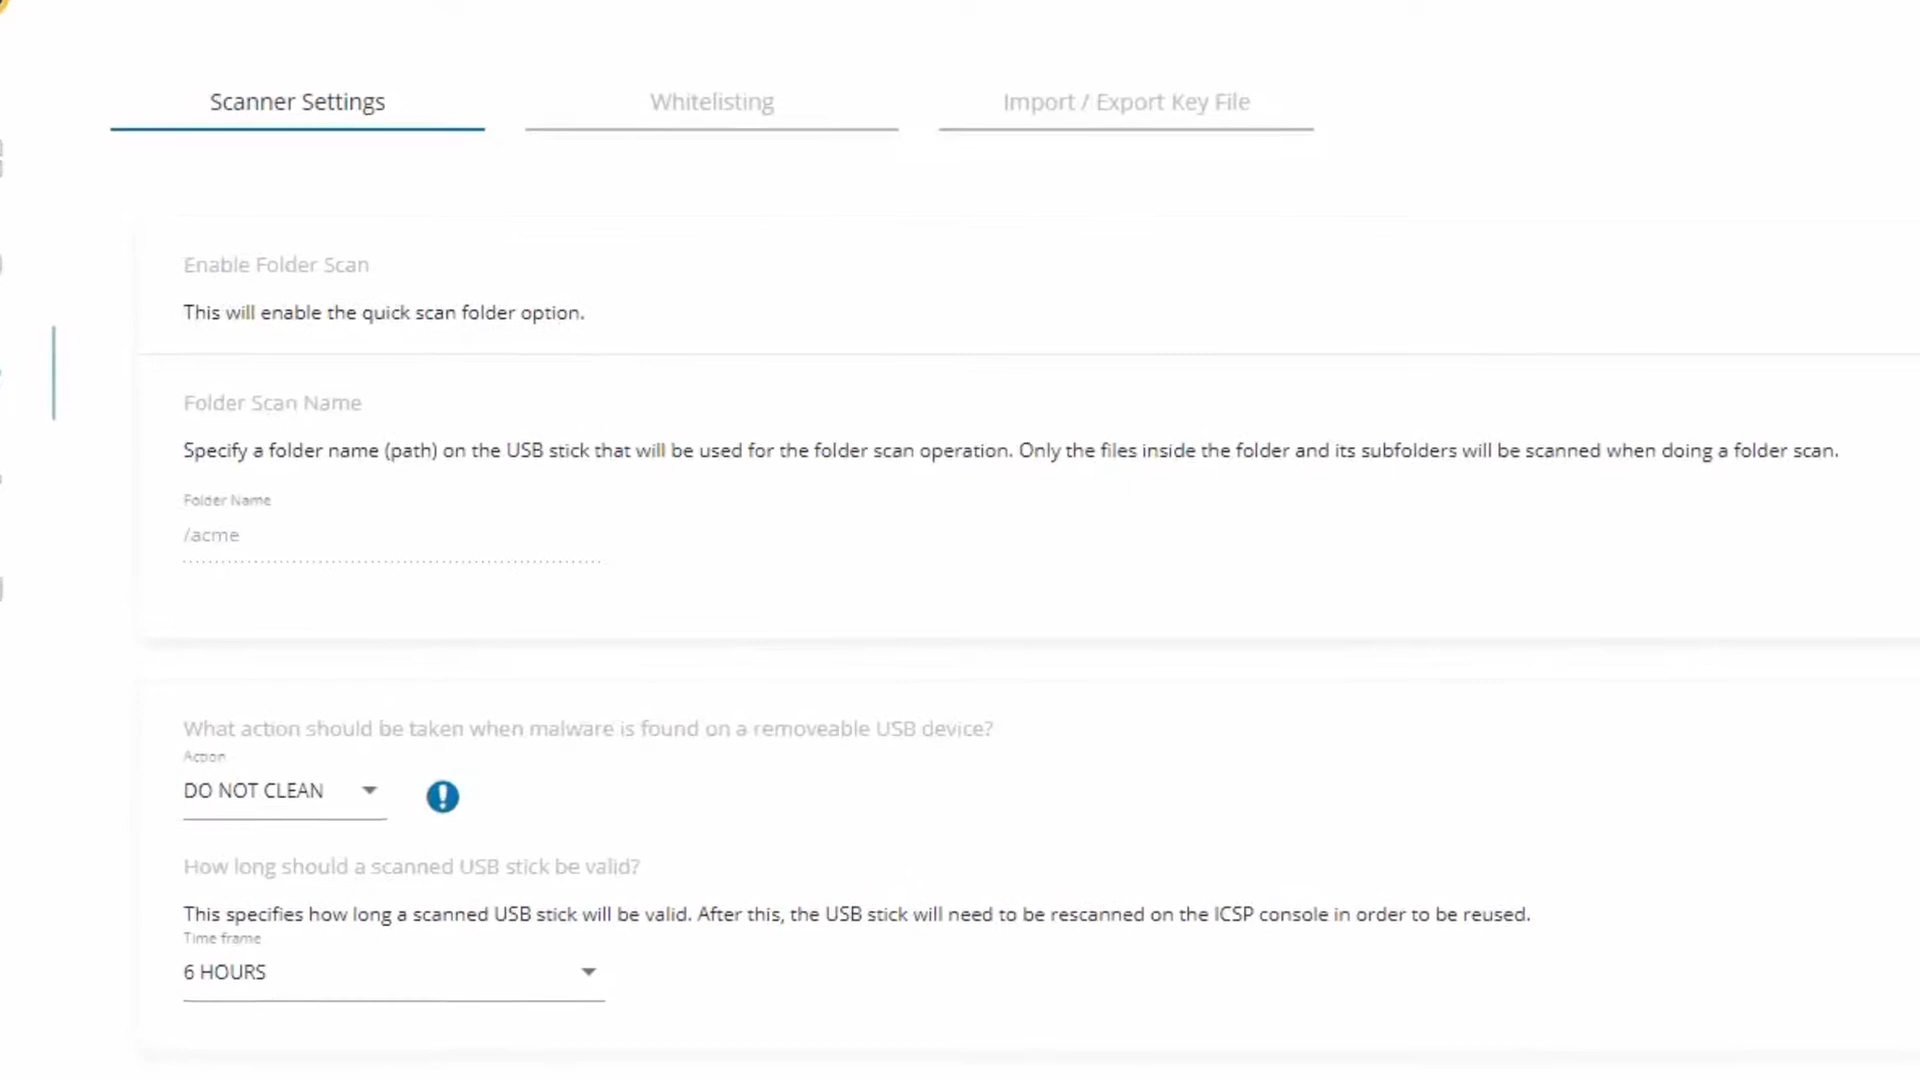 Scanner Settings
Whitelisting
Import / Export Key File
Enable Folder Scan
This will enable the quick scan folder option.
Folder Scan Name
Specify a folder name (path) on the USB stick that will be used for the folder scan operation. Only the files inside the folder and its subfolders will be scanned when doing a folder scan.
Folder Name
/acme
What action should be taken when malware is found on a removeable USB device?
Action
DO NOT CLEAN
How long should a scanned USB stick be valid?
This specifies how long a scanned USB stick will be valid. After this, the USB stick will need to be rescanned on the ICSP console in order to be reused.
Time frame
6 HOURS